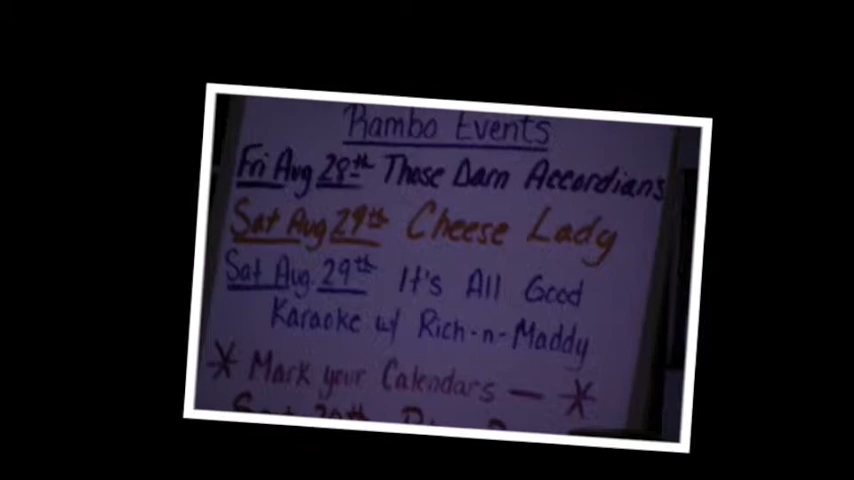 Rambo Events
Fri Aug 28th Those Darn Accordians
Sat Aug 29th Cheese Lady
Sat Aug. 29th It's All Good
Karaoke w/ Rich-n-Maddy
* Mark your Calendars — *